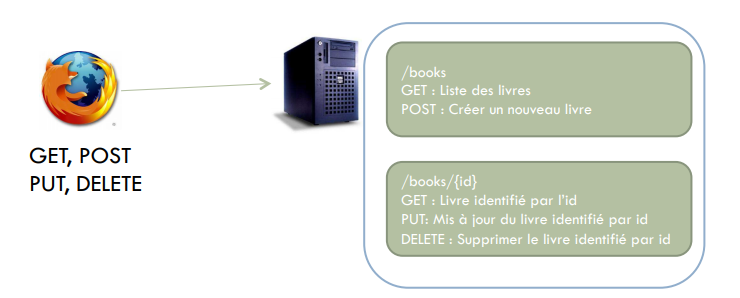 GET, POST
PUT, DELETE
/books
GET : Liste des livres
POST : Créer un nouveau livre
/books/{id}
GET : Livre identifié par l'id
PUT: Mis à jour du livre identifié par id
DELETE : Supprimer le livre identifié par id